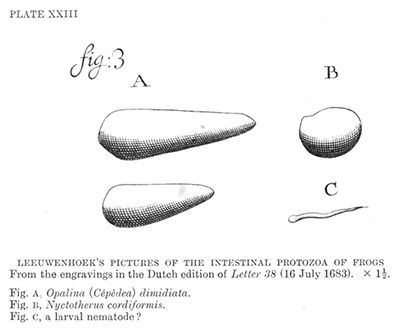 PLATE XXIII
fig:3
A
B
C
LEEUWENHOEK'S PICTURES OF THE INTESTINAL PROTOZOA OF FROGS
From the engravings in the Dutch edition of Letter 38 (16 July 1683). × 1½.
Fig. A, Opalina (Cépèdea) dimidiata.
Fig. B, Nyctotherus cordiformis.
Fig. C, a larval nematode?